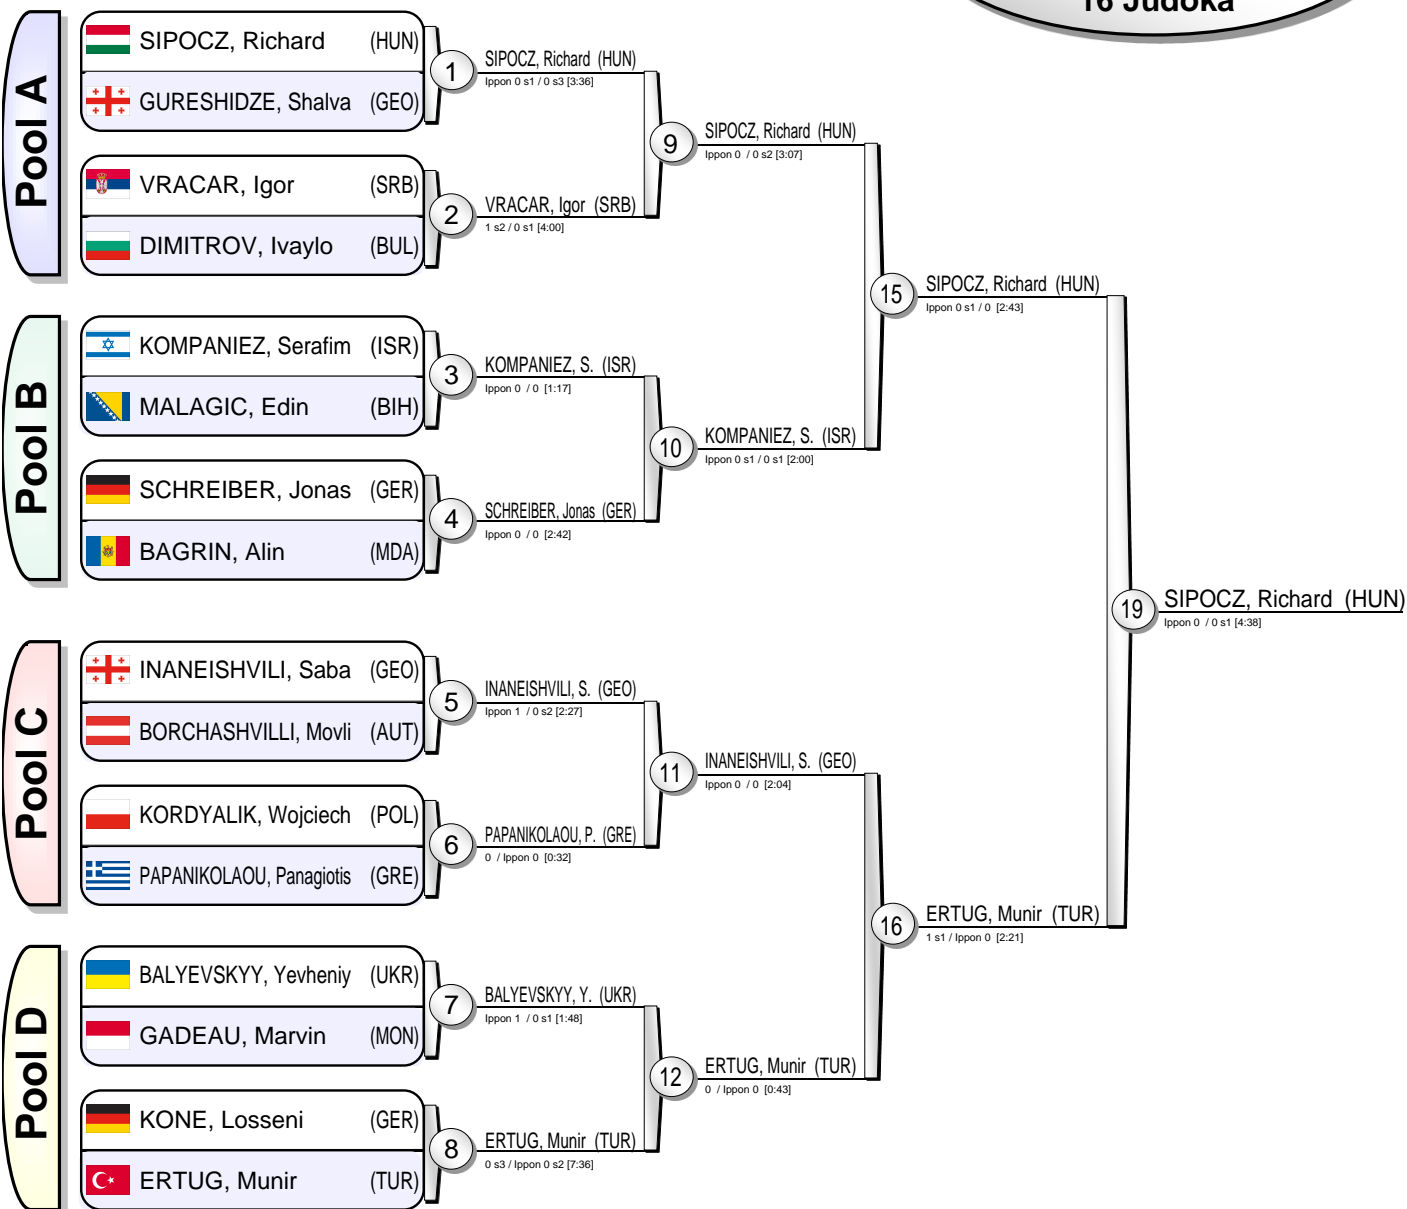 16 Judoka
Pool A
SIPOCZ, Richard (HUN)
GURESHIDZE, Shalva (GEO)
VRACAR, Igor (SRB)
DIMITROV, Ivaylo (BUL)
Pool B
KOMPANIEZ, Serafim (ISR)
MALAGIC, Edin (BIH)
SCHREIBER, Jonas (GER)
BAGRIN, Alin (MDA)
Pool C
INANEISHVILI, Saba (GEO)
BORCHASHVILLI, Movli (AUT)
KORDYALIK, Wojciech (POL)
PAPANIKOLAOU, Panagiotis (GRE)
Pool D
BALYEVSKYY, Yevheniy (UKR)
GADEAU, Marvin (MON)
KONE, Losseni (GER)
ERTUG, Munir (TUR)
1
SIPOCZ, Richard (HUN)
Ippon 0 s1 / 0 s3 [3:36]
2
VRACAR, Igor (SRB)
1 s2 / 0 s1 [4:00]
3
KOMPANIEZ, S. (ISR)
Ippon 0 / 0 [1:17]
4
SCHREIBER, Jonas (GER)
Ippon 0 / 0 [2:42]
5
INANEISHVILI, S. (GEO)
Ippon 1 / 0 s2 [2:27]
6
PAPANIKOLAOU, P. (GRE)
0 / Ippon 0 [0:32]
7
BALYEVSKYY, Y. (UKR)
Ippon 1 / 0 s1 [1:48]
8
ERTUG, Munir (TUR)
0 s3 / Ippon 0 s2 [7:36]
9
SIPOCZ, Richard (HUN)
Ippon 0 / 0 s2 [3:07]
10
KOMPANIEZ, S. (ISR)
Ippon 0 s1 / 0 s1 [2:00]
11
INANEISHVILI, S. (GEO)
Ippon 0 / 0 [2:04]
12
ERTUG, Munir (TUR)
0 / Ippon 0 [0:43]
15
SIPOCZ, Richard (HUN)
Ippon 0 s1 / 0 [2:43]
16
ERTUG, Munir (TUR)
1 s1 / Ippon 0 [2:21]
19
SIPOCZ, Richard (HUN)
Ippon 0 / 0 s1 [4:38]